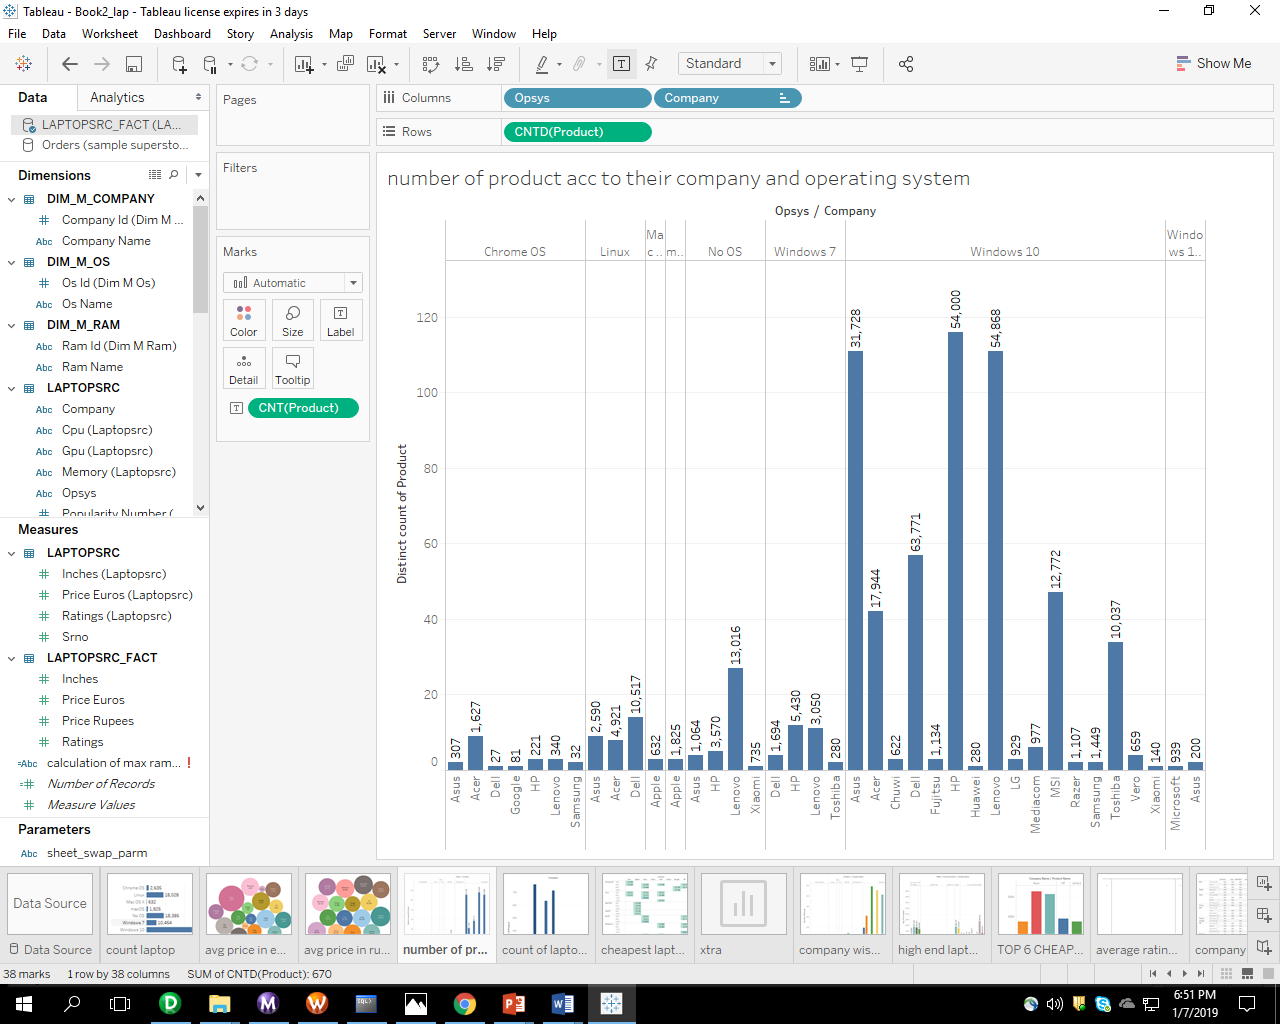 Tableau - Book2_lap - Tableau license expires in 3 days
File Data Worksheet Dashboard Story Analysis Map Format Server Window Help
Standard
Show Me
Data Analytics
LAPTOPSRC_FACT (LA...
Orders (sample supersto...
Dimensions
DIM_M_COMPANY
Company Id (Dim M ...
Company Name
DIM_M_OS
Os Id (Dim M Os)
Os Name
DIM_M_RAM
Ram Id (Dim M Ram)
Ram Name
LAPTOPSRC
Company
Cpu (Laptopsrc)
Gpu (Laptopsrc)
Memory (Laptopsrc)
Opsys
Popularity Number (
Measures
LAPTOPSRC
Inches (Laptopsrc)
Price Euros (Laptopsrc)
Ratings (Laptopsrc)
Srno
LAPTOPSRC_FACT
Inches
Price Euros
Price Rupees
Ratings
calculation of max ram...
Number of Records
Measure Values
Parameters
sheet_swap_parm
Pages
Filters
Marks
Automatic
Color Size Label
Detail Tooltip
CNT(Product)
Columns Opsys Company
Rows CNTD(Product)
number of product acc to their company and operating system
Opsys / Company
Chrome OS Linux Ma c .. m.. No OS Windows 7 Windows 10 Windo ws 1..
Distinct count of Product
120
100
80
60
40
20
0
307 1,627 27 81 221 340 32 2,590 4,921 10,517 632 1,825 1,064 3,570 13,016 735 1,694 5,430 3,050 280 31,728 17,944 622 63,771 1,134 54,000 280 54,868 929 977 12,772 1,107 1,449 10,037 659 140 939 200
Asus Acer Dell Google HP Lenovo Samsung Asus Acer Dell Apple Apple Asus HP Lenovo Xiaomi Dell HP Lenovo Toshiba Asus Acer Chuwi Dell Fujitsu HP Huawei Lenovo LG Mediacom MSI Razer Samsung Toshiba Vero Xiaomi Microsoft Asus
Data Source
Data Source count laptop avg price in e... avg price in ru... number of pr... count of lapto... cheapest lapt... xtra company wis... high end lapt... TOP 6 CHEAP... average ratin... company
38 marks 1 row by 38 columns SUM of CNTD(Product): 670
6:51 PM
1/7/2019